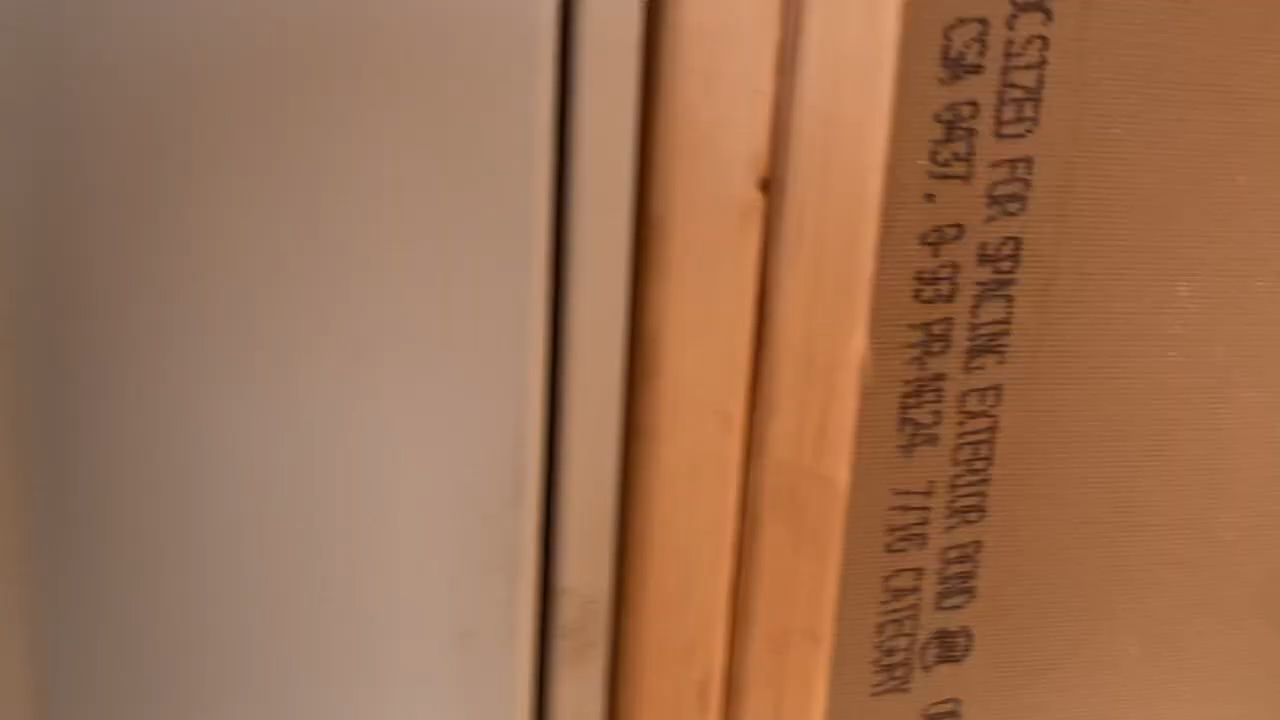 SIZED FOR SPACING EXTERIOR BOND
CSA 0437, 0-93 PR-N124 7/16 CATEGORY